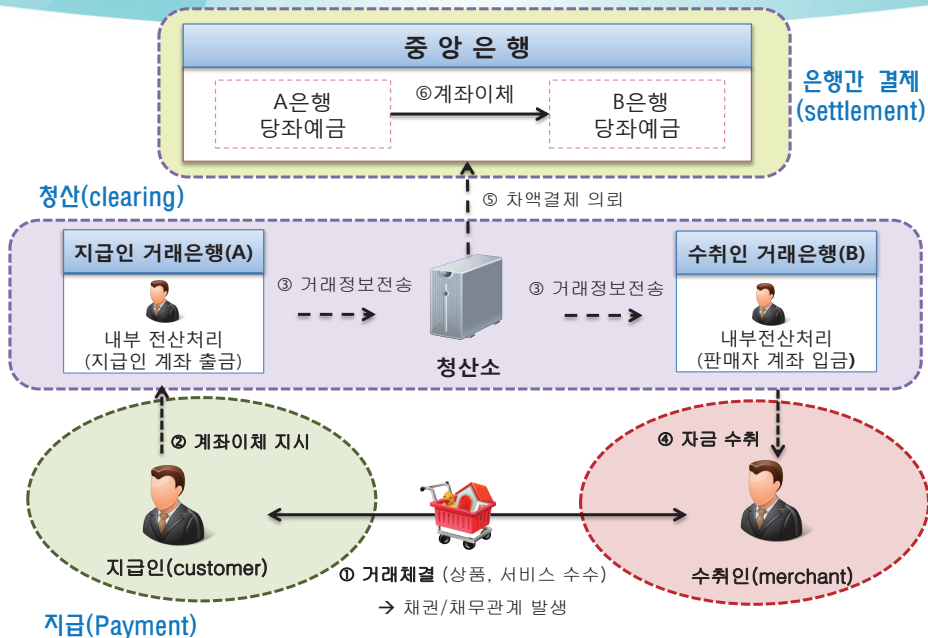 중 앙 은 행
A은행
당좌예금
⑥계좌이체
B은행
당좌예금
은행간 결제
(settlement)
청산(clearing)
⑤ 차액결제 의뢰
지급인 거래은행(A)
내부 전산처리
(지급인 계좌 출금)
③ 거래정보전송
청산소
③ 거래정보전송
수취인 거래은행(B)
내부전산처리
(판매자 계좌 입금)
② 계좌이체 지시
④ 자금 수취
지급인(customer)
① 거래체결 (상품, 서비스 수수)
→ 채권/채무관계 발생
수취인(merchant)
지급(Payment)